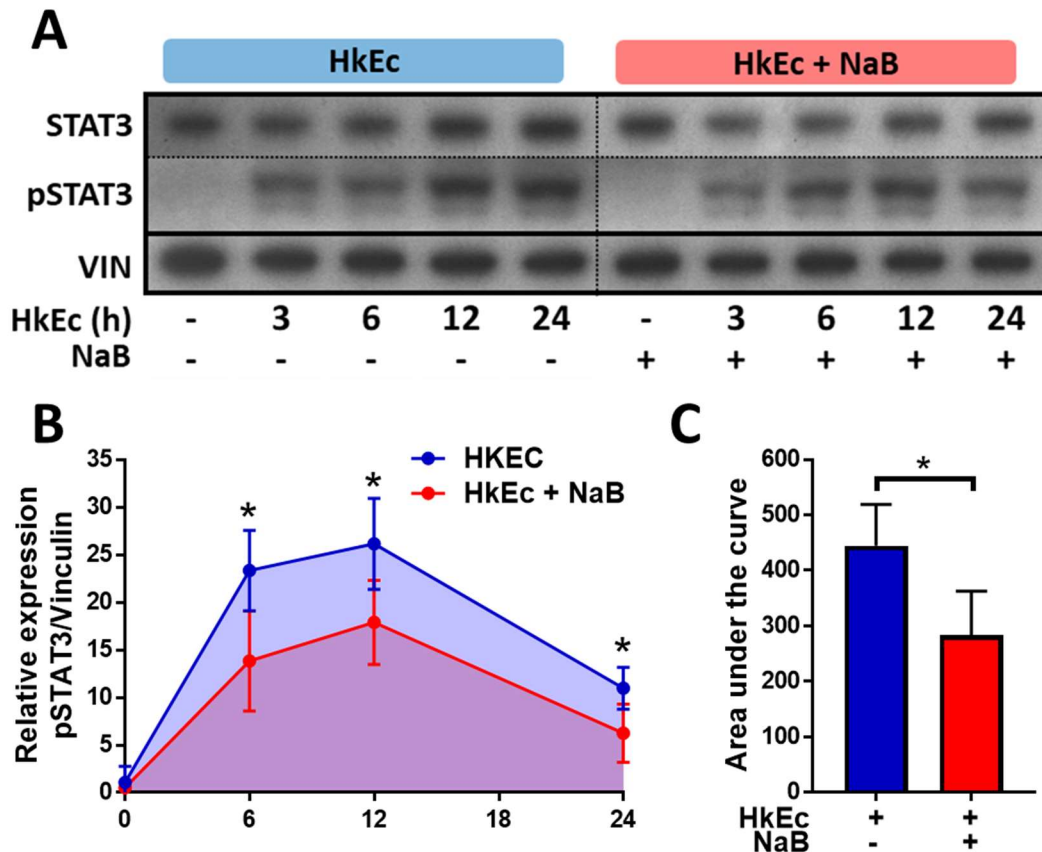 A
HkEc HkEc + NaB
STAT3
pSTAT3
VIN
HkEc (h) - 3 6 12 24 - 3 6 12 24
NaB - - - - - + + + + +
B
Relative expression
pSTAT3/Vinculin
35
30
25
20
15
10
5
0
0 6 12 18 24
HKEC
HkEc + NaB
* * *
C
Area under the curve
600
500
400
300
200
100
0
*
HkEc + +
NaB - +